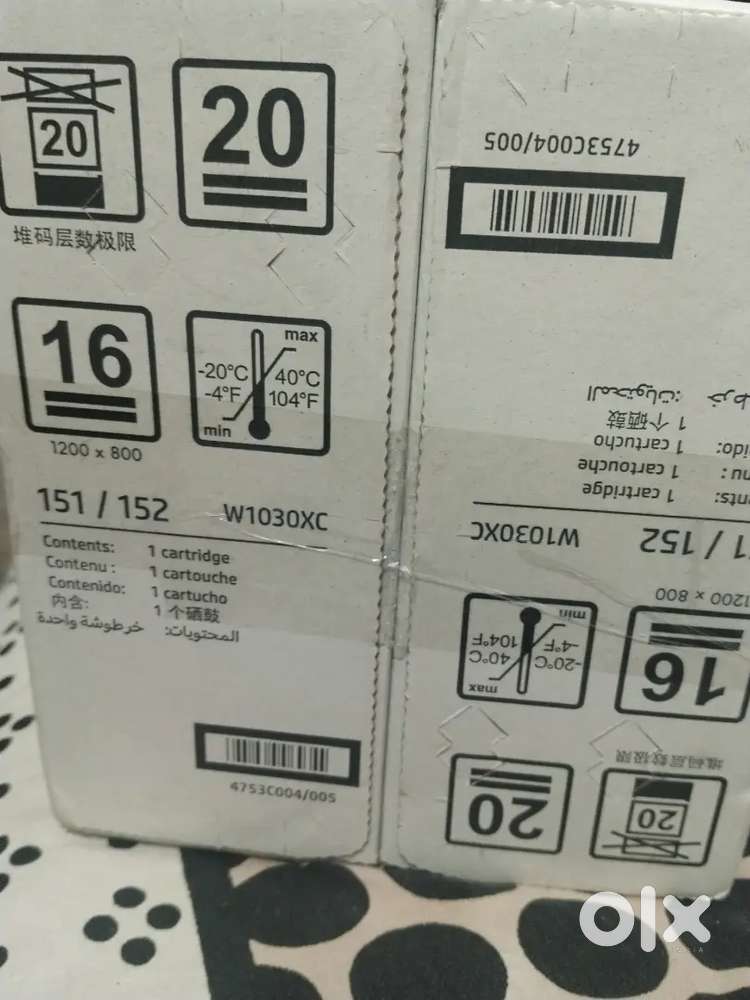 20
20
堆码层数极限
16
max
-20°C
40°C
-4°F
104°F
min
1200 x 800
151 / 152
W1030XC
Contents: 1 cartridge
Contenu : 1 cartouche
Contenido: 1 cartucho
内含: 1 个硒鼓
المحتويات: خرطوشة واحدة
4753C004/005
4753C004/005
المحتويات:
1 个硒鼓
1 cartucho
1 cartouche
1 cartridge
/ 152
W1030XC
1200 x 800
16
min
-4°F
104°F
-20°C
40°C
max
堆码层数极限
20
20
olx